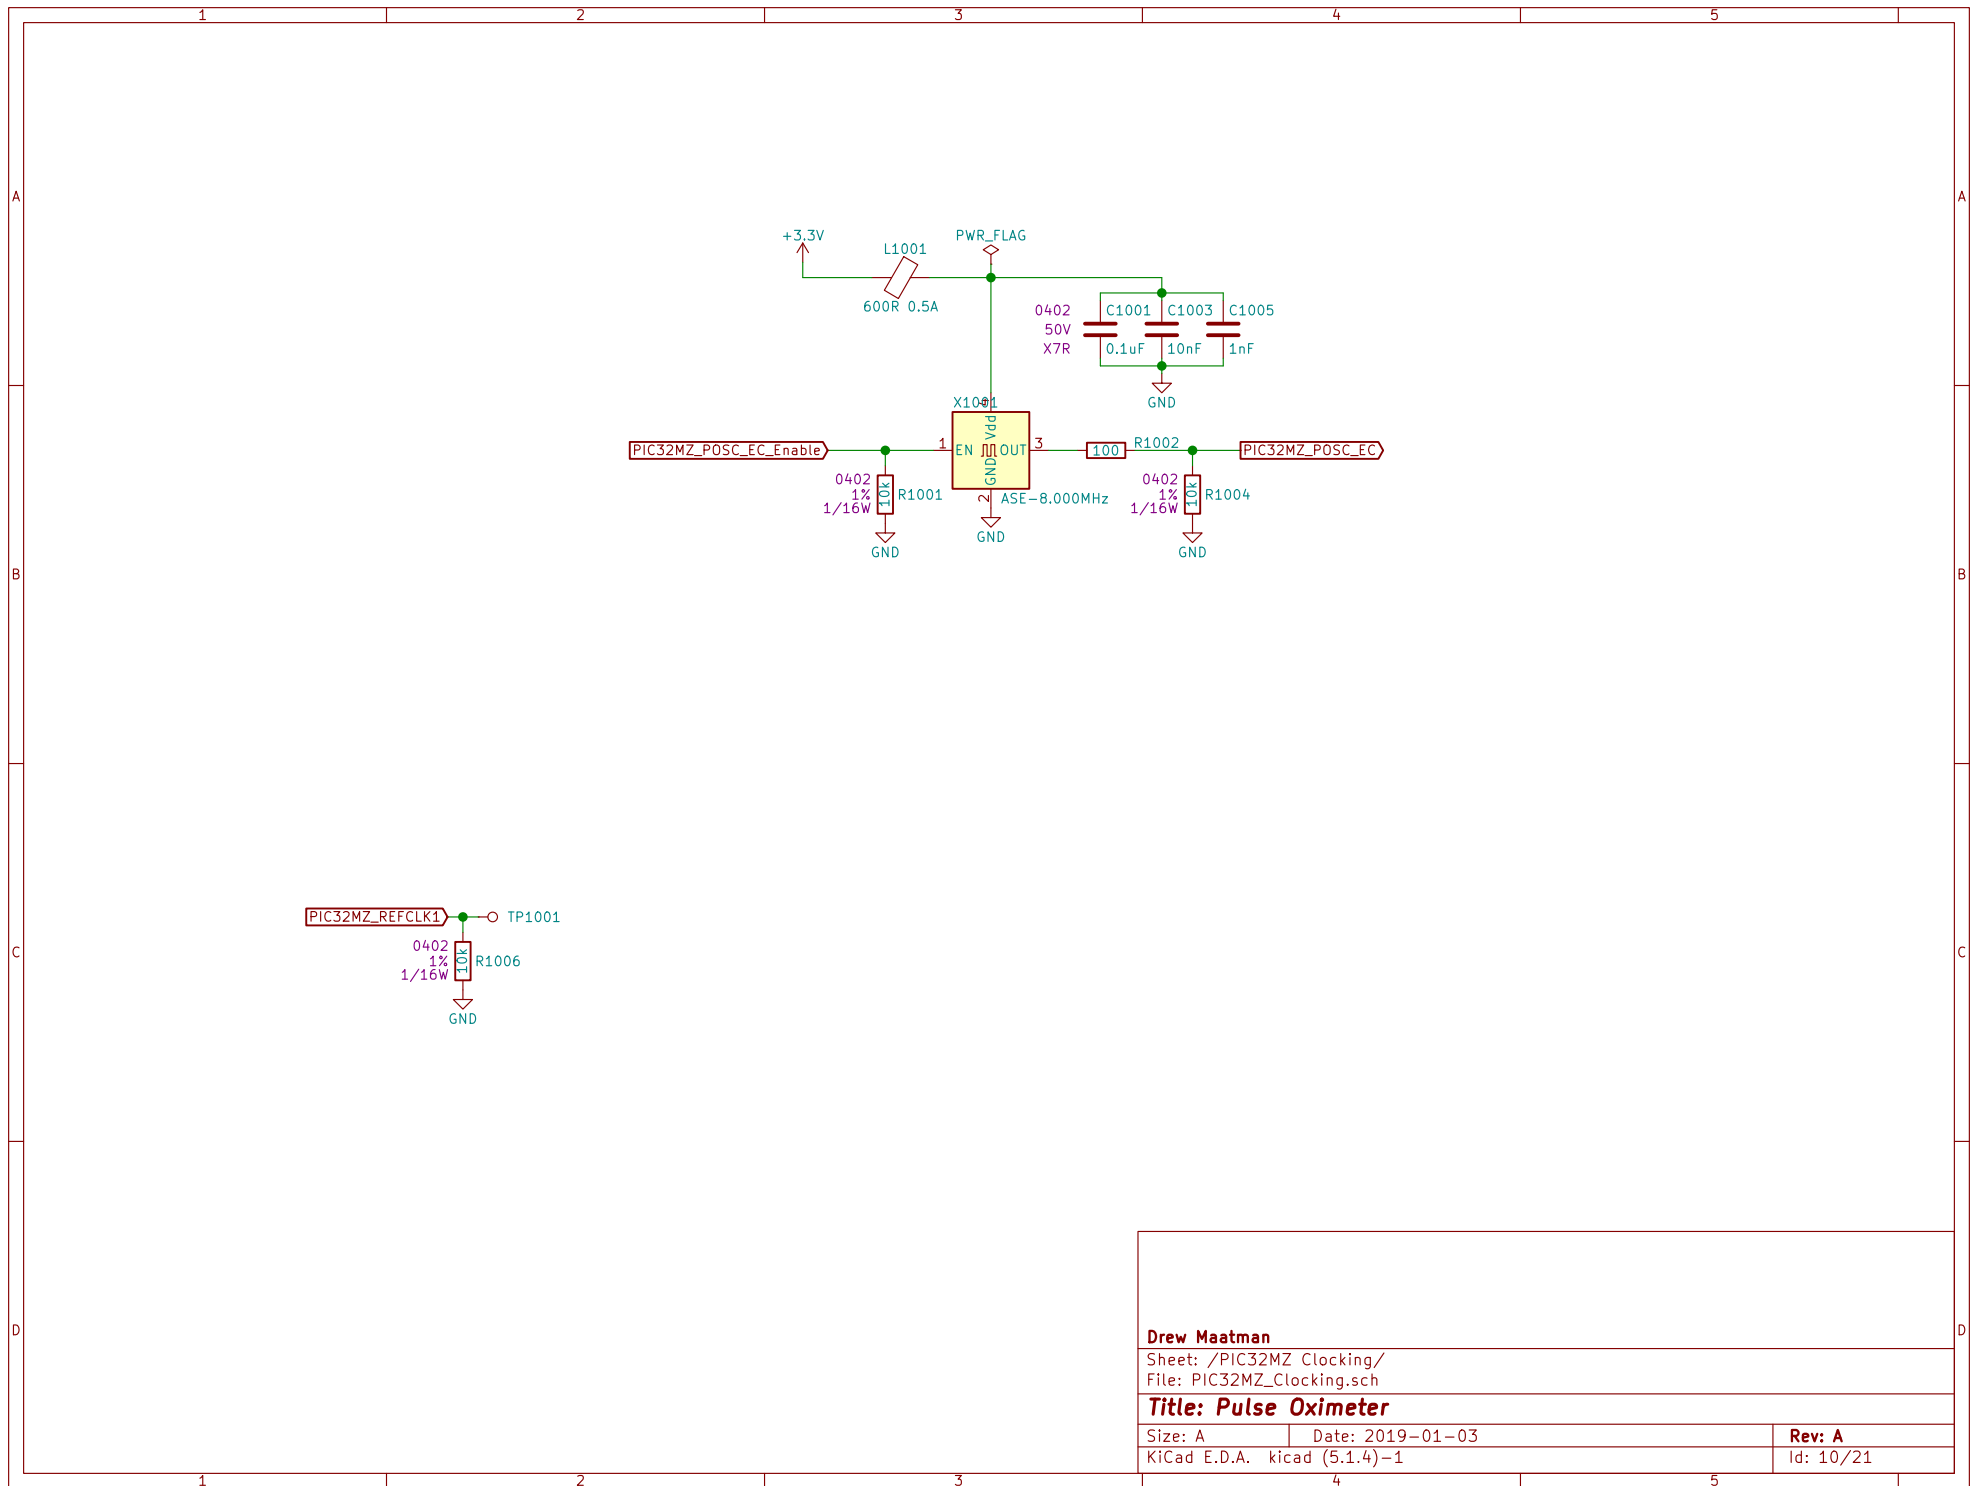 1 2 3 4 5
A A
+3.3V
PWR_FLAG
L1001
600R 0.5A
0402
50V
X7R
C1001
0.1uF
C1003
10nF
C1005
1nF
GND
B B
X1001
4
Vdd
PIC32MZ_POSC_EC_Enable
1
EN
OUT
3
GND
2
ASE-8.000MHz
GND
100
R1002
PIC32MZ_POSC_EC
0402
1%
1/16W
10k
R1001
GND
0402
1%
1/16W
10k
R1004
GND
C C
PIC32MZ_REFCLK1
TP1001
0402
1%
1/16W
10k
R1006
GND
D D
Drew Maatman
Sheet: /PIC32MZ Clocking/
File: PIC32MZ_Clocking.sch
Title: Pulse Oximeter
Size: A
Date: 2019-01-03
Rev: A
KiCad E.D.A. kicad (5.1.4)-1
Id: 10/21
1 2 3 4 5